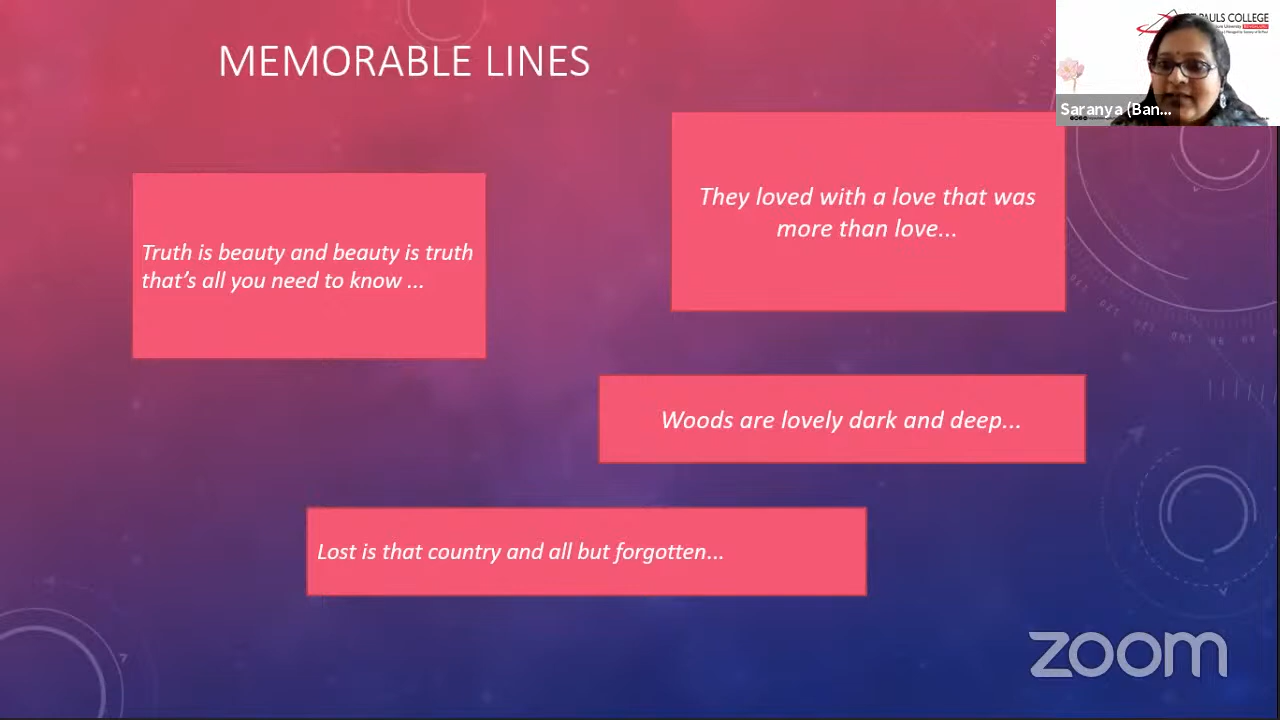 MEMORABLE LINES
PAULS COLLEGE
Saranya (Ban...
They loved with a love that was
more than love...
Truth is beauty and beauty is truth
that's all you need to know ...
Woods are lovely dark and deep...
Lost is that country and all but forgotten...
zoom